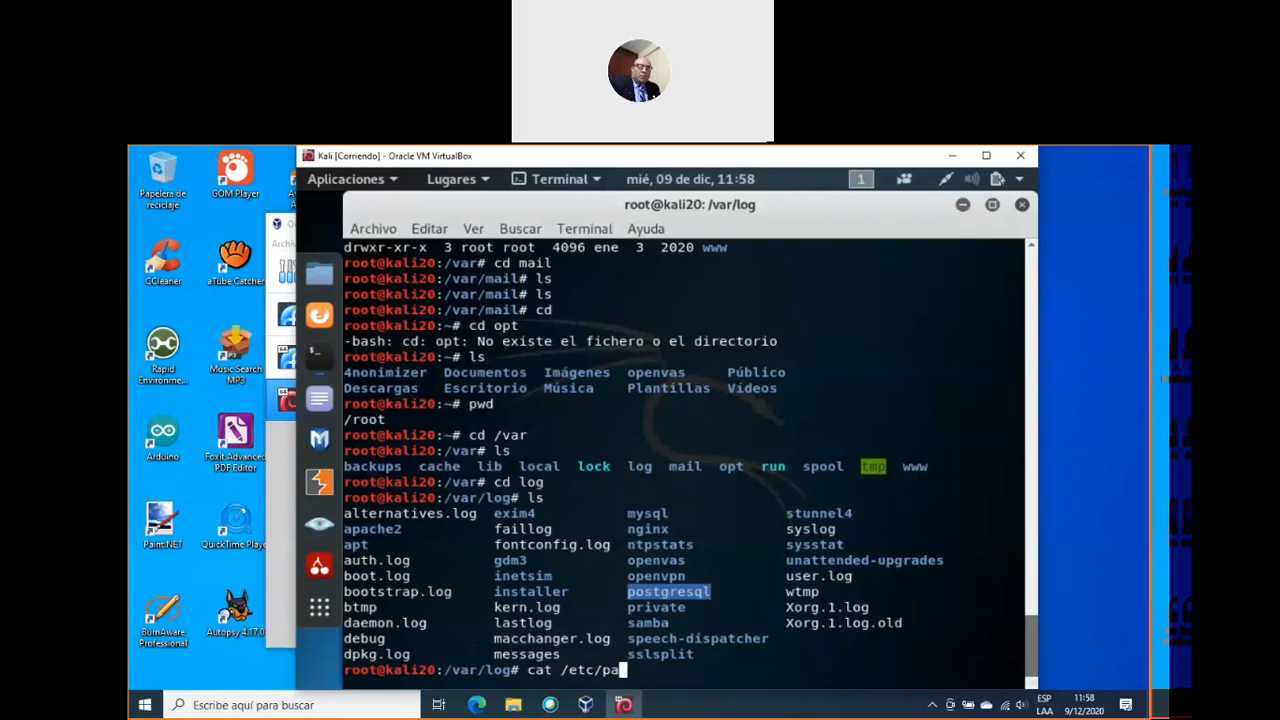 Kali [Corriendo] - Oracle VM VirtualBox
Aplicaciones Lugares Terminal mié, 09 de dic, 11:58 1
root@kali20: /var/log
Archivo Editar Ver Buscar Terminal Ayuda
drwxr-xr-x 3 root root 4096 ene 3 2020 www
root@kali20:/var# cd mail
root@kali20:/var/mail# ls
root@kali20:/var/mail# ls
root@kali20:/var/mail# cd
root@kali20:~# cd opt
-bash: cd: opt: No existe el fichero o el directorio
root@kali20:~# ls
4nonimizer Documentos Imágenes openvas Público
Descargas Escritorio Música Plantillas Vídeos
root@kali20:~# pwd
/root
root@kali20:~# cd /var
root@kali20:/var# ls
backups cache lib local lock log mail opt run spool tmp www
root@kali20:/var# cd log
root@kali20:/var/log# ls
alternatives.log exim4 mysql stunnel4
apache2 faillog nginx syslog
apt fontconfig.log ntpstats sysstat
auth.log gdm3 openvas unattended-upgrades
boot.log inetsim openvpn user.log
bootstrap.log installer postgresql wtmp
btmp kern.log private Xorg.1.log
daemon.log lastlog samba Xorg.1.log.old
debug macchanger.log speech-dispatcher
dpkg.log messages sslsplit
root@kali20:/var/log# cat /etc/pa
Papelera de reciclaje
GOM Player
CCleaner
aTube Catcher
Rapid Environme...
Music Search MP3
Arduino
Foxit Advanced PDF Editor
Paint.NET
QuickTime Player
BurnAware Professional
Autopsy 4.17.0
Archiv
Escribe aquí para buscar
ESP
LAA
11:58
9/12/2020